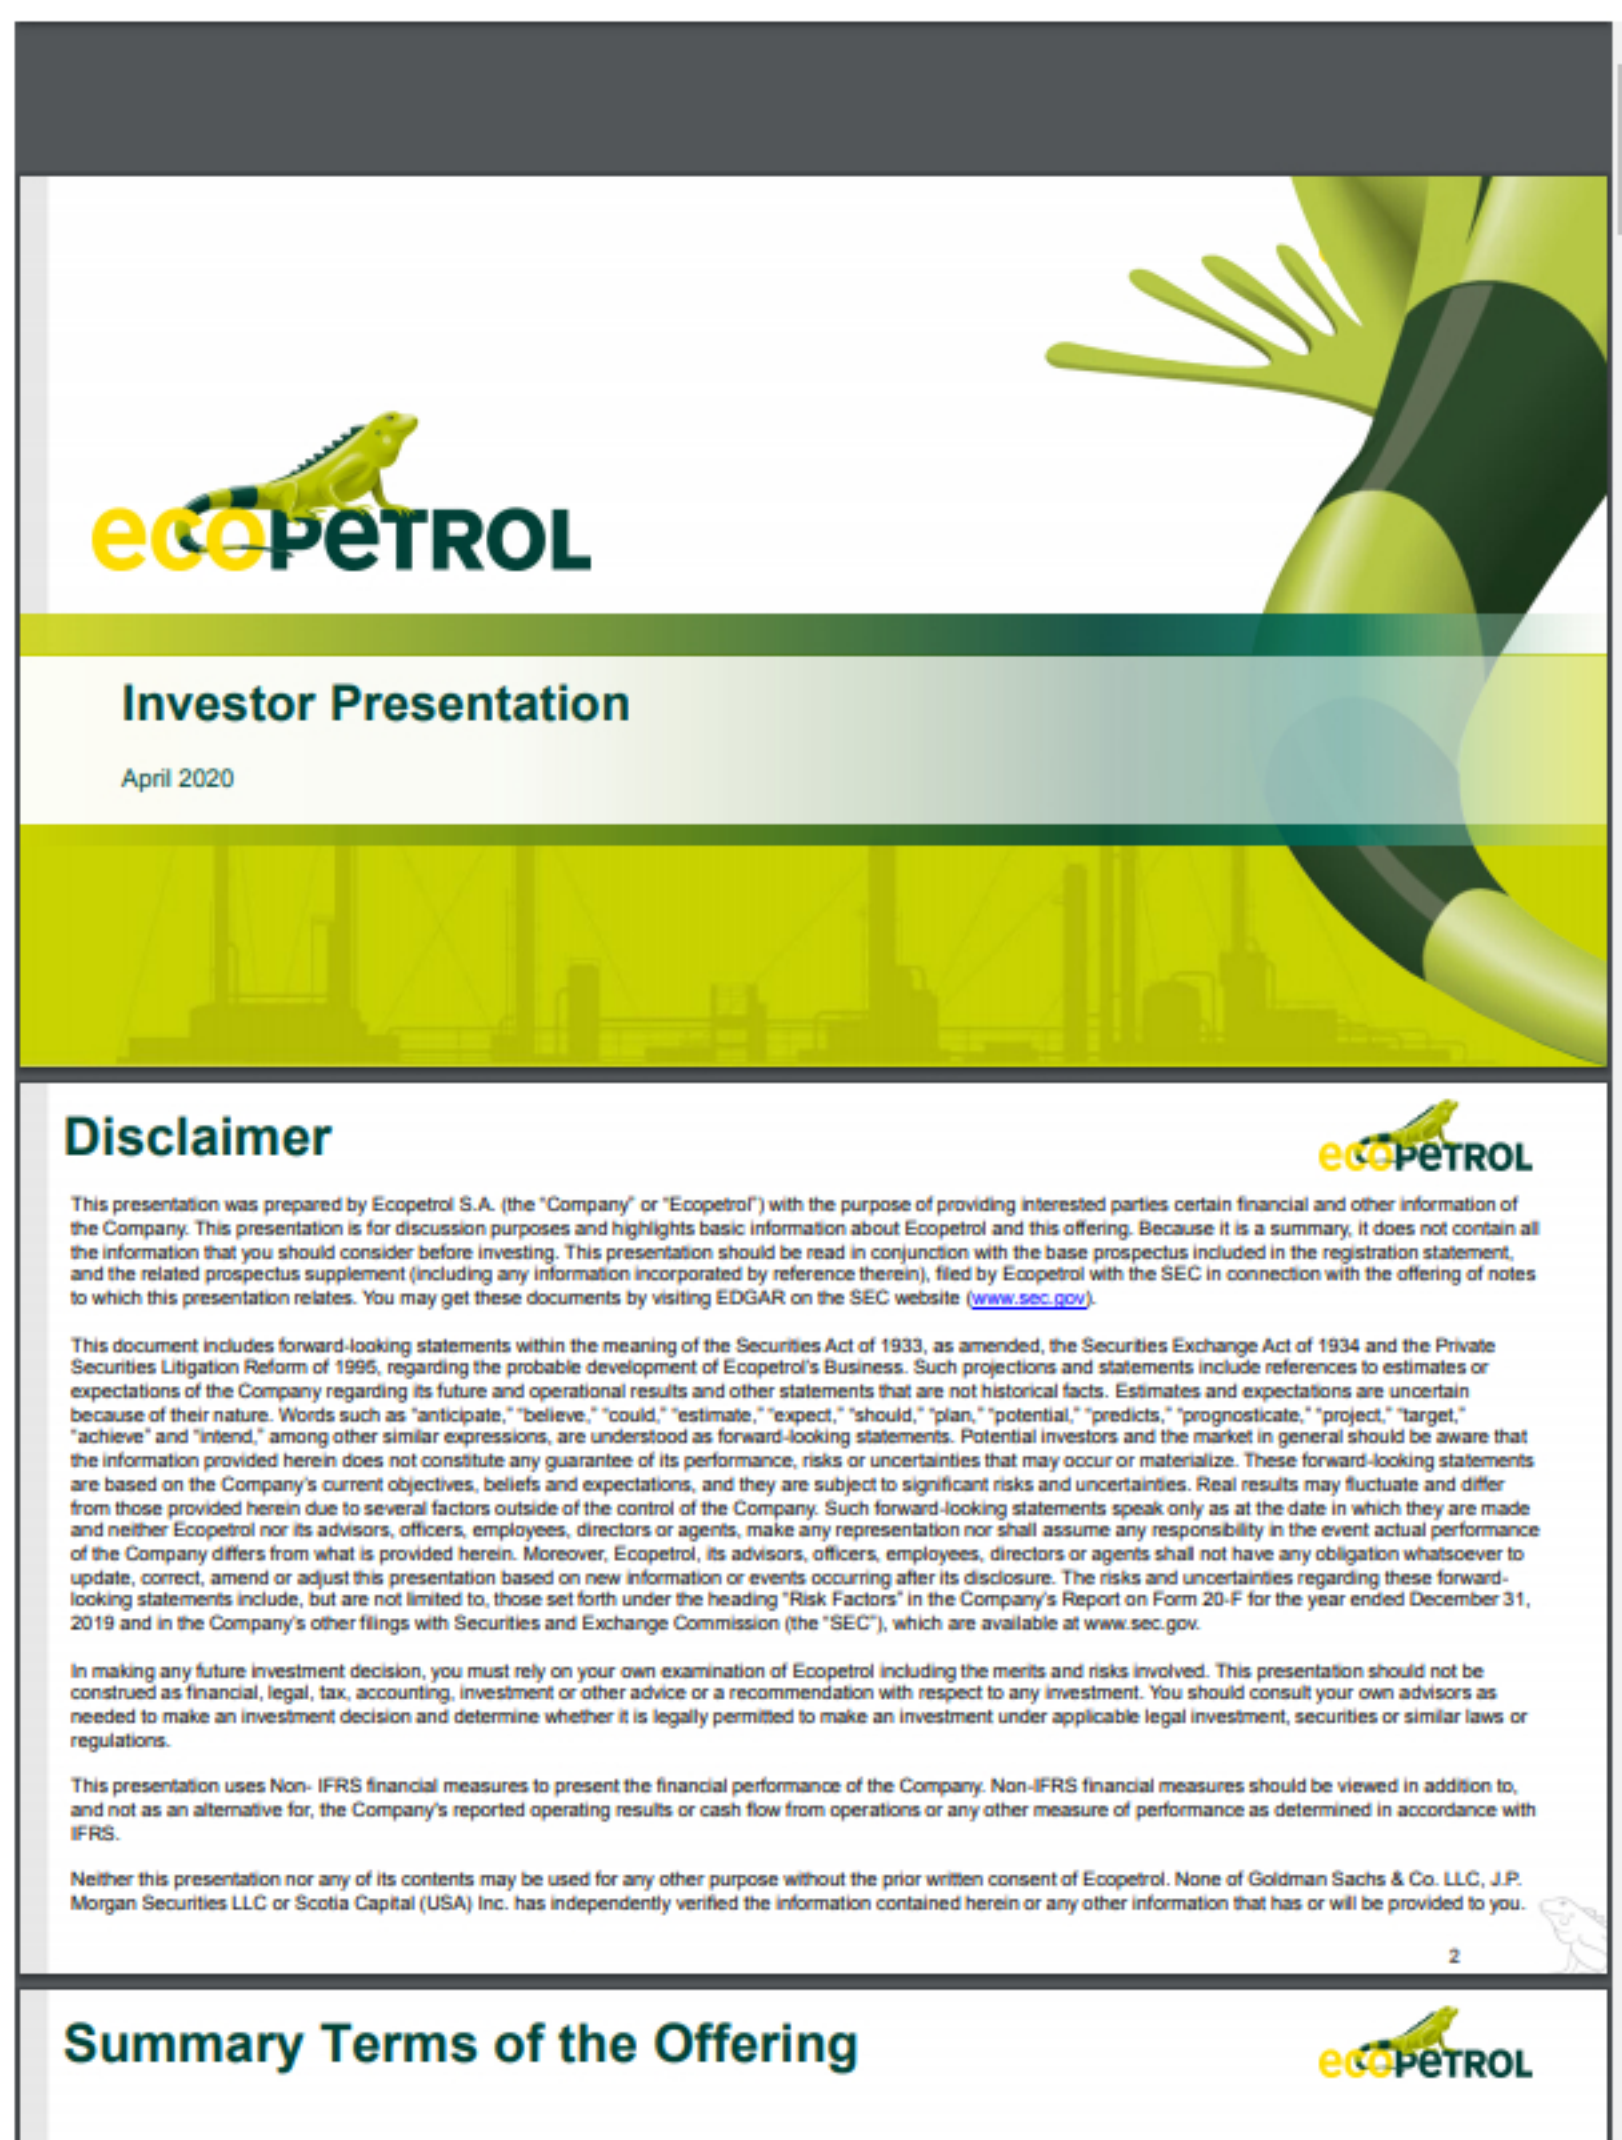 ecoPETROL
Investor Presentation
April 2020
Disclaimer
ecoPETROL
This presentation was prepared by Ecopetrol S.A. (the “Company” or “Ecopetrol”) with the purpose of providing interested parties certain financial and other information of
the Company. This presentation is for discussion purposes and highlights basic information about Ecopetrol and this offering. Because it is a summary, it does not contain all
the information that you should consider before investing. This presentation should be read in conjunction with the base prospectus included in the registration statement,
and the related prospectus supplement (including any information incorporated by reference therein), filed by Ecopetrol with the SEC in connection with the offering of notes
to which this presentation relates. You may get these documents by visiting EDGAR on the SEC website (www.sec.gov).
This document includes forward-looking statements within the meaning of the Securities Act of 1933, as amended, the Securities Exchange Act of 1934 and the Private
Securities Litigation Reform of 1995, regarding the probable development of Ecopetrol's Business. Such projections and statements include references to estimates or
expectations of the Company regarding its future and operational results and other statements that are not historical facts. Estimates and expectations are uncertain
because of their nature. Words such as “anticipate,” “believe,” “could,” “estimate,” “expect,” “should,” “plan,” “potential,” “predicts,” “prognosticate,” “project,” “target,”
“achieve” and “intend,” among other similar expressions, are understood as forward-looking statements. Potential investors and the market in general should be aware that
the information provided herein does not constitute any guarantee of its performance, risks or uncertainties that may occur or materialize. These forward-looking statements
are based on the Company's current objectives, beliefs and expectations, and they are subject to significant risks and uncertainties. Real results may fluctuate and differ
from those provided herein due to several factors outside of the control of the Company. Such forward-looking statements speak only as at the date in which they are made
and neither Ecopetrol nor its advisors, officers, employees, directors or agents, make any representation nor shall assume any responsibility in the event actual performance
of the Company differs from what is provided herein. Moreover, Ecopetrol, its advisors, officers, employees, directors or agents shall not have any obligation whatsoever to
update, correct, amend or adjust this presentation based on new information or events occurring after its disclosure. The risks and uncertainties regarding these forward-
looking statements include, but are not limited to, those set forth under the heading “Risk Factors” in the Company's Report on Form 20-F for the year ended December 31,
2019 and in the Company's other filings with Securities and Exchange Commission (the “SEC”), which are available at www.sec.gov.
In making any future investment decision, you must rely on your own examination of Ecopetrol including the merits and risks involved. This presentation should not be
construed as financial, legal, tax, accounting, investment or other advice or a recommendation with respect to any investment. You should consult your own advisors as
needed to make an investment decision and determine whether it is legally permitted to make an investment under applicable legal investment, securities or similar laws or
regulations.
This presentation uses Non- IFRS financial measures to present the financial performance of the Company. Non-IFRS financial measures should be viewed in addition to,
and not as an alternative for, the Company's reported operating results or cash flow from operations or any other measure of performance as determined in accordance with
IFRS.
Neither this presentation nor any of its contents may be used for any other purpose without the prior written consent of Ecopetrol. None of Goldman Sachs & Co. LLC, J.P.
Morgan Securities LLC or Scotia Capital (USA) Inc. has independently verified the information contained herein or any other information that has or will be provided to you.
2
Summary Terms of the Offering
ecoPETROL